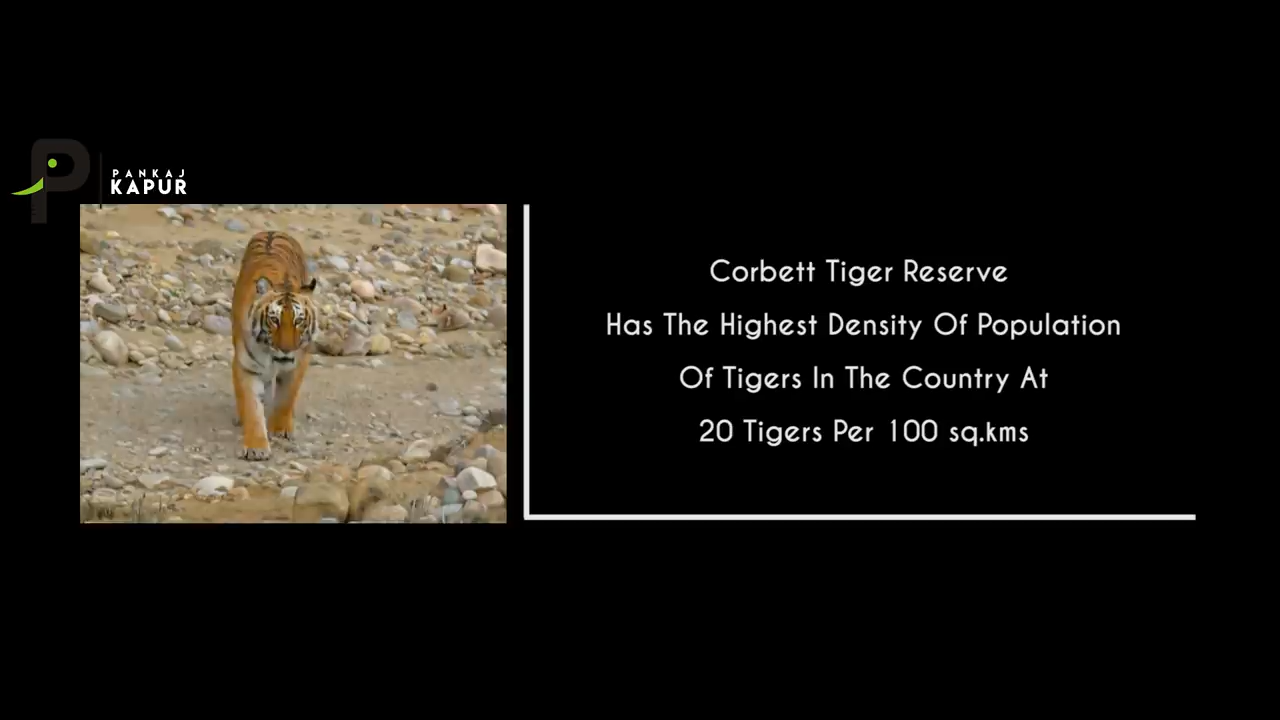 PANKAJ
KAPUR
Corbett Tiger Reserve
Has The Highest Density Of Population
Of Tigers In The Country At
20 Tigers Per 100 sq.kms